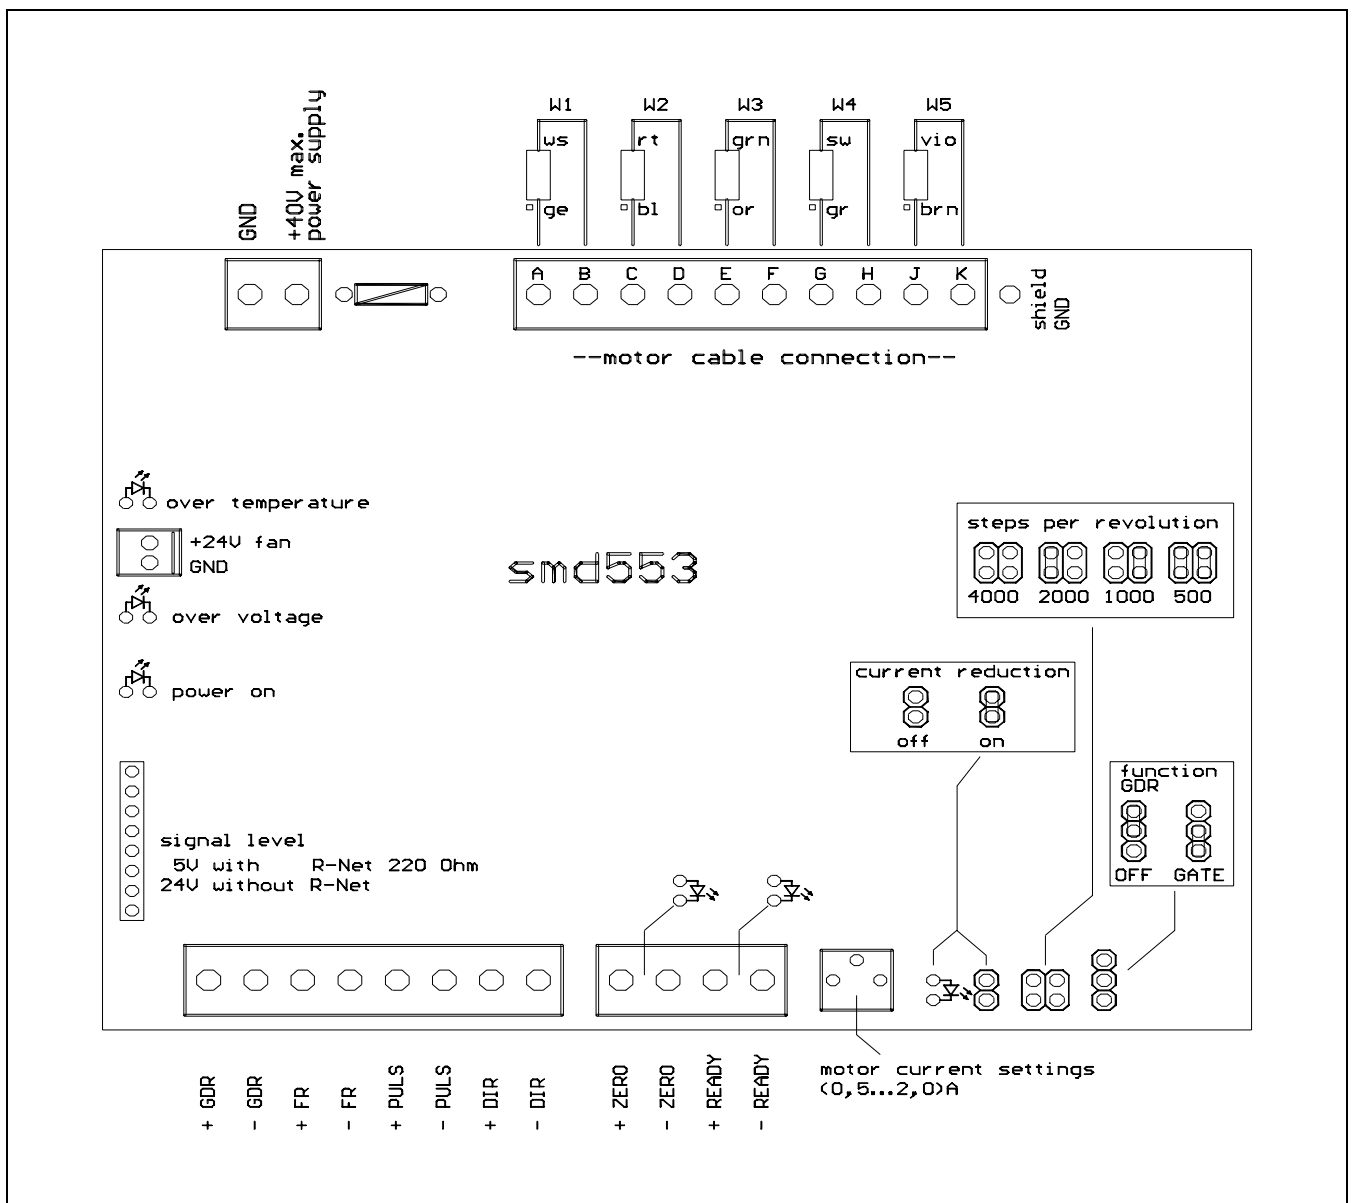 W1 W2 W3 W4 W5
ws rt grn sw vio
ge bl or gr brn
GND
+40V max.
power supply
A B C D E F G H J K
shield
GND
--motor cable connection--
over temperature
+24V fan
GND
over voltage
power on
smd553
steps per revolution
4000 2000 1000 500
current reduction
off on
function
GDR
OFF GATE
signal level
5V with R-Net 220 Ohm
24V without R-Net
+ GDR
- GDR
+ FR
- FR
+ PULS
- PULS
+ DIR
- DIR
+ ZERO
- ZERO
+ READY
- READY
motor current settings
(0,5...2,0)A